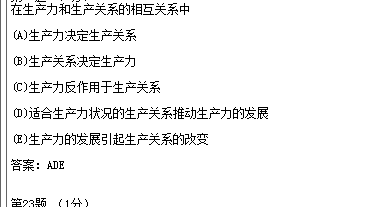 在生产力和生产关系的相互关系中
(A)生产力决定生产关系
(B)生产关系决定生产力
(C)生产力反作用于生产关系
(D)适合生产力状况的生产关系推动生产力的发展
(E)生产力的发展引起生产关系的改变
答案：ADE
第23题 （1分）